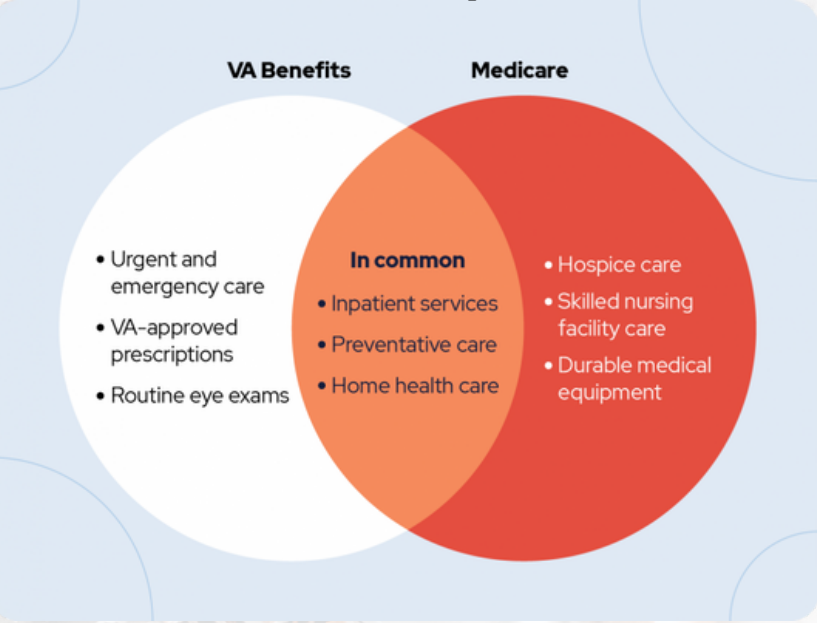 VA Benefits
Medicare
• Urgent and
emergency care
• VA-approved
prescriptions
• Routine eye exams
In common
• Inpatient services
• Preventative care
• Home health care
• Hospice care
• Skilled nursing
facility care
• Durable medical
equipment